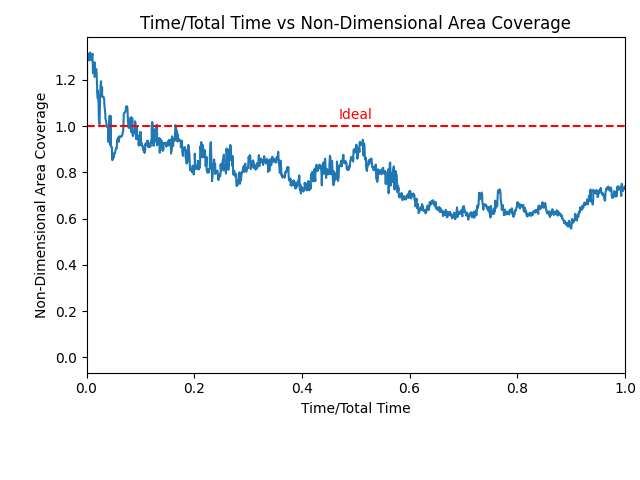 Time/Total Time vs Non-Dimensional Area Coverage
Non-Dimensional Area Coverage
1.2
1.0
0.8
0.6
0.4
0.2
0.0
Ideal
0.0 0.2 0.4 0.6 0.8 1.0
Time/Total Time